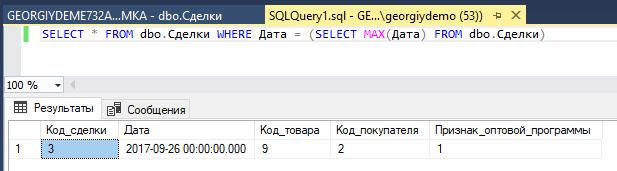 GEORGIYDEME732A...MKA - dbo.Сделки SQLQuery1.sql - GE...\georgiydemo (53))
SELECT * FROM dbo.Сделки WHERE Дата = (SELECT MAX(Дата) FROM dbo.Сделки)
100 %
Результаты Сообщения
Код_сделки Дата Код_товара Код_покупателя Признак_оптовой_программы
1 3 2017-09-26 00:00:00.000 9 2 1